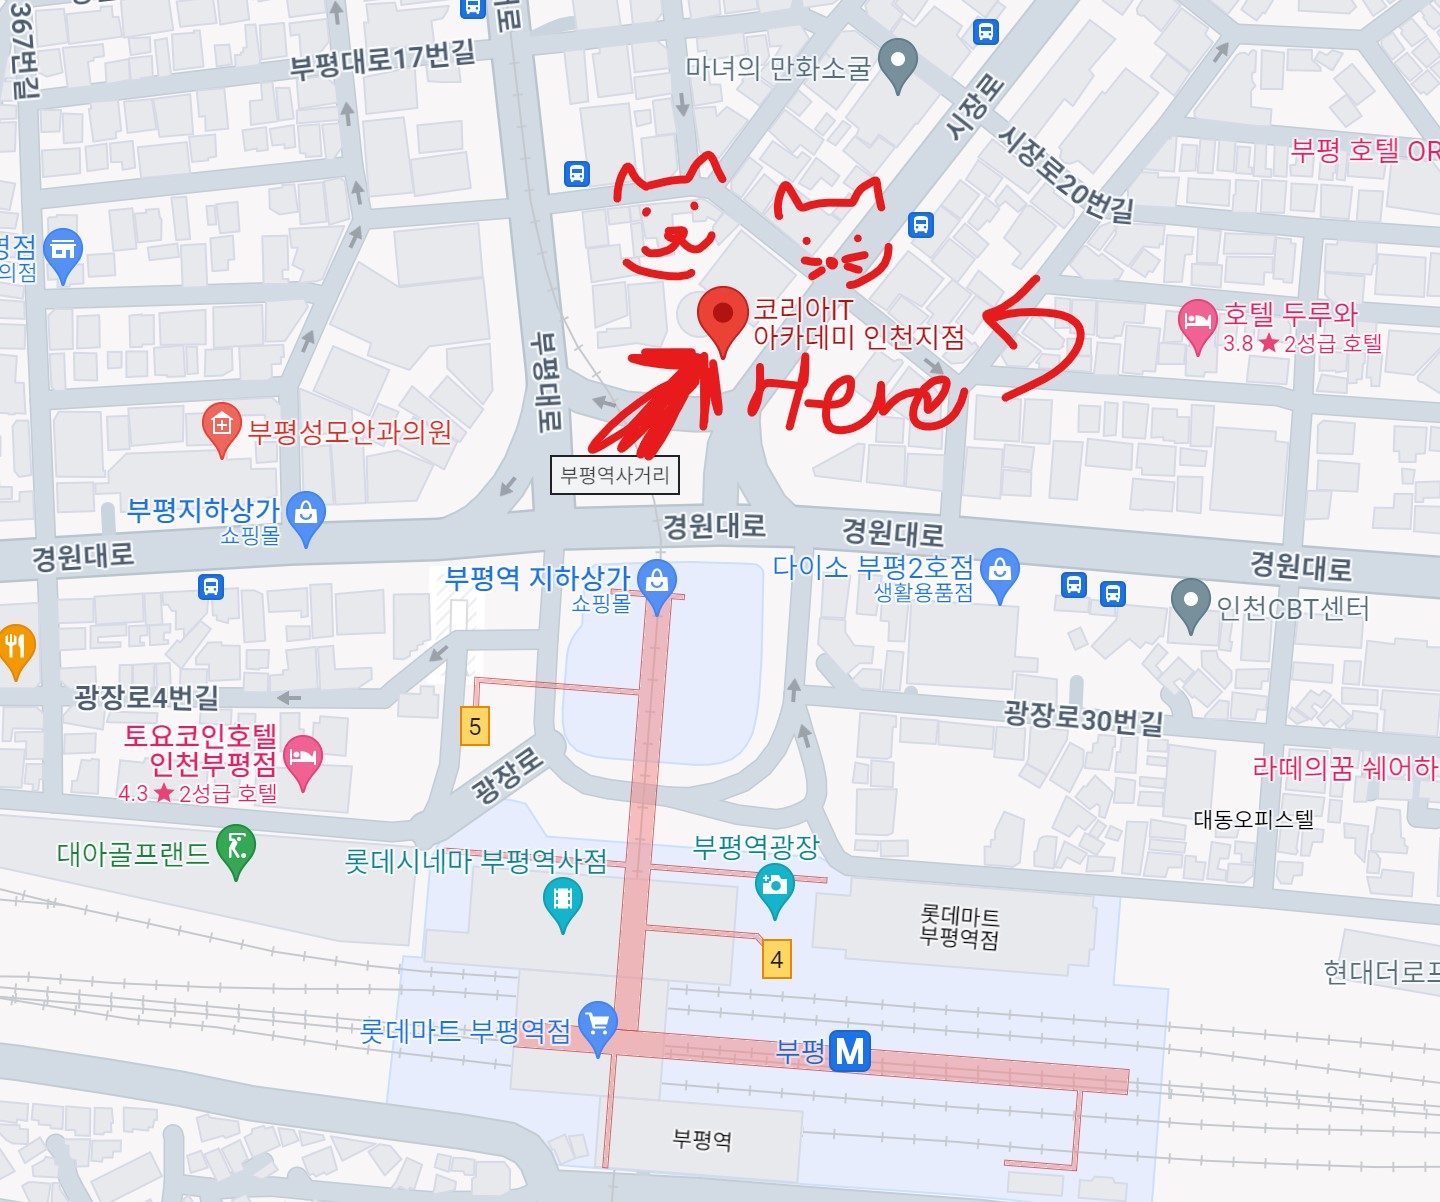 367번길
부평대로17번길
마녀의 만화소굴
시장로
시장로20번길
부평 호텔 OR
코리아IT
아카데미 인천지점
Here
호텔 두루와
3.8 ★ 2성급 호텔
부평대로
부평성모안과의원
부평역사거리
부평지하상가
쇼핑몰
경원대로
경원대로
경원대로
경원대로
부평역 지하상가
쇼핑몰
다이소 부평2호점
생활용품점
인천CBT센터
광장로4번길
5
광장로30번길
토요코인호텔
인천부평점
4.3 ★ 2성급 호텔
광장로
라떼의꿈 쉐어하
대동오피스텔
대아골프랜드
롯데시네마 부평역사점
부평역광장
롯데마트
부평역점
4
현대더로프
롯데마트 부평역점
부평 M
부평역